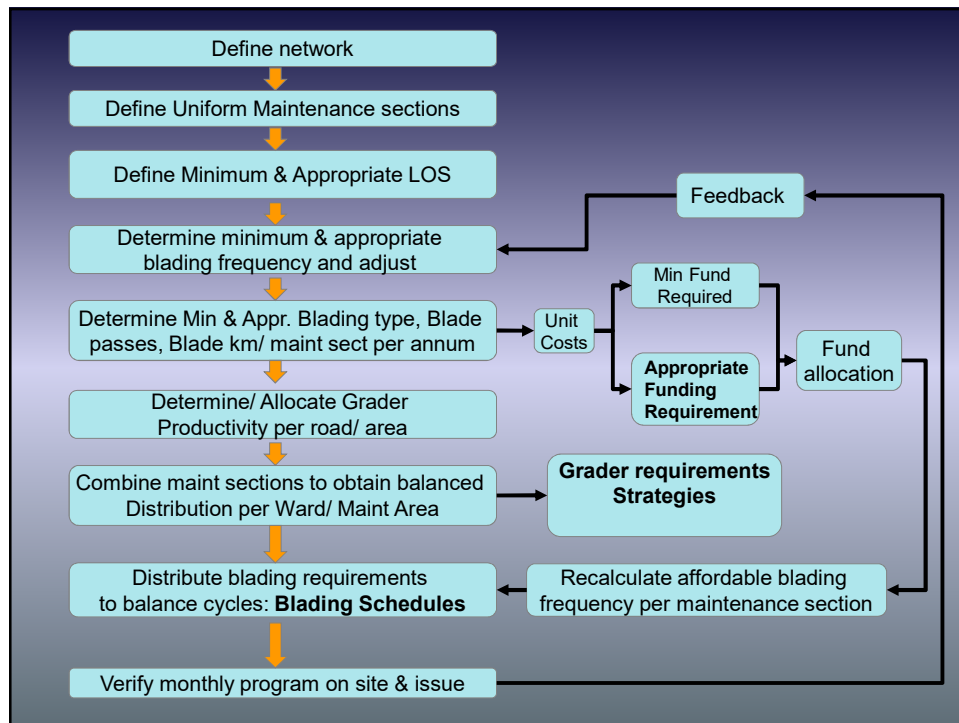 Define network
Define Uniform Maintenance sections
Define Minimum & Appropriate LOS
Feedback
Determine minimum & appropriate
blading frequency and adjust
Min Fund
Required
Determine Min & Appr. Blading type, Blade
passes, Blade km/ maint sect per annum
Unit
Costs
Appropriate
Funding
Requirement
Fund
allocation
Determine/ Allocate Grader
Productivity per road/ area
Combine maint sections to obtain balanced
Distribution per Ward/ Maint Area
Grader requirements
Strategies
Distribute blading requirements
to balance cycles: Blading Schedules
Recalculate affordable blading
frequency per maintenance section
Verify monthly program on site & issue